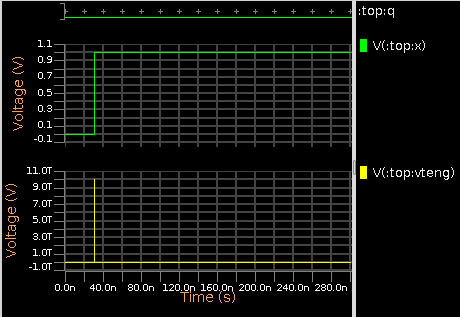 :top:q
V(:top:x)
Voltage (V)
1.1
0.9
0.7
0.5
0.3
0.1
-0.1
V(:top:vteng)
Voltage (V)
11.0T
9.0T
7.0T
5.0T
3.0T
1.0T
-1.0T
0.0n 40.0n 80.0n 120.0n 160.0n 200.0n 240.0n 280.0n
Time (s)